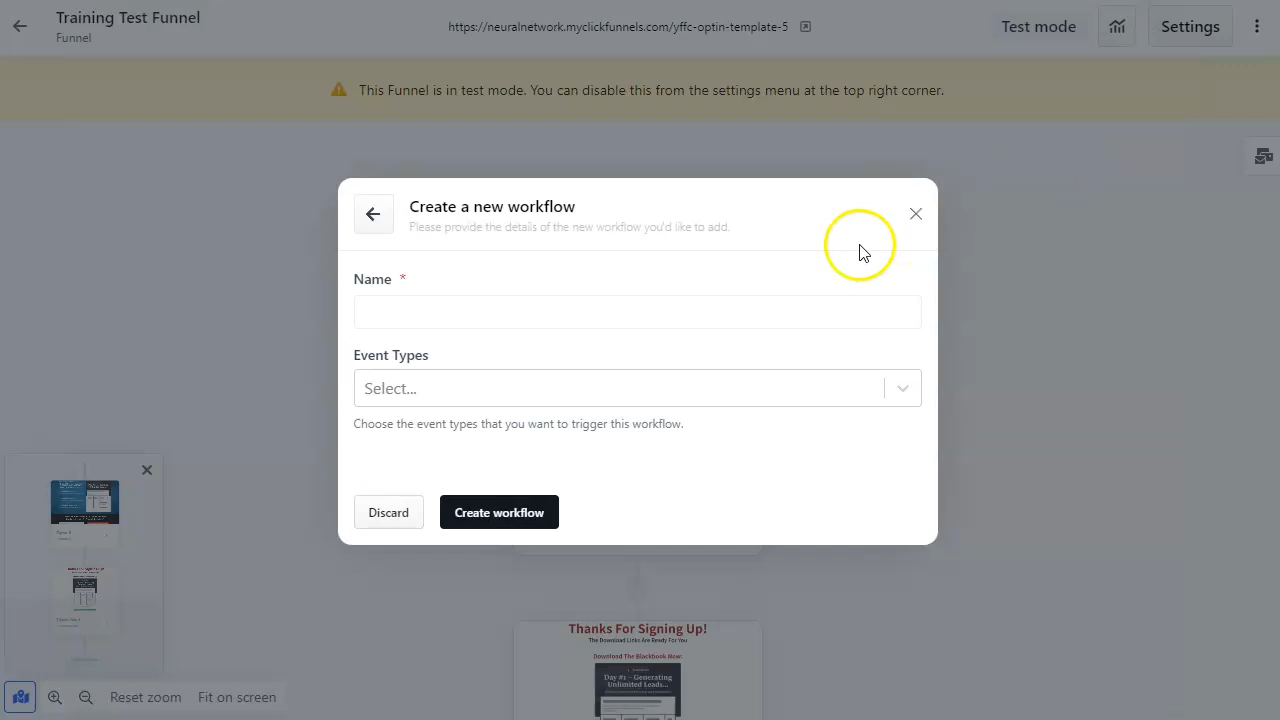 Training Test Funnel
Funnel
https://neuralnetwork.myclickfunnels.com/yffc-optin-template-5
Test mode
Settings
This Funnel is in test mode. You can disable this from the settings menu at the top right corner.
Create a new workflow
Please provide the details of the new workflow you'd like to add.
Name *
Event Types
Select...
Choose the event types that you want to trigger this workflow.
Discard
Create workflow
Thanks For Signing Up!
The Download Links Are Ready For You
Download The Blackbook Now:
Day #1 – Generating
Unlimited Leads...
Reset zoom
Fit on screen